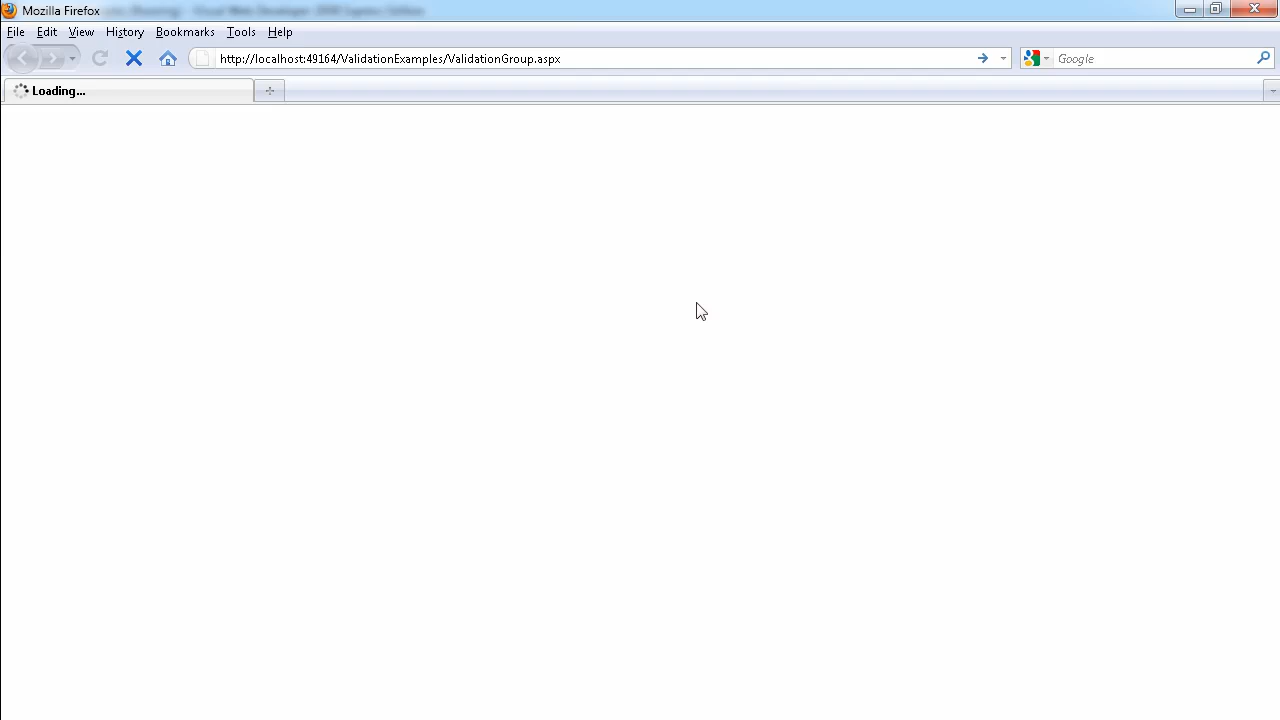 Mozilla Firefox
File Edit View History Bookmarks Tools Help
http://localhost:49164/ValidationExamples/ValidationGroup.aspx
Google
Loading...